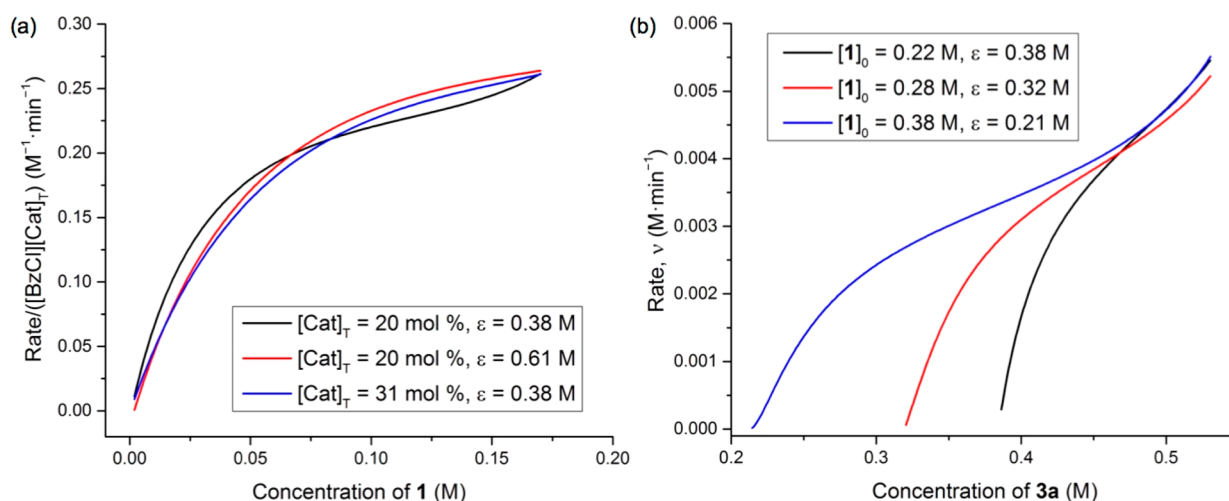 (a)
Rate/([BzCl][Cat]T) (M⁻¹·min⁻¹)
0.30
0.25
0.20
0.15
0.10
0.05
0.00
[Cat]T = 20 mol %, ε = 0.38 M
[Cat]T = 20 mol %, ε = 0.61 M
[Cat]T = 31 mol %, ε = 0.38 M
0.00 0.05 0.10 0.15 0.20
Concentration of 1 (M)
(b)
Rate, ν (M·min⁻¹)
0.006
0.005
0.004
0.003
0.002
0.001
0.000
[1]₀ = 0.22 M, ε = 0.38 M
[1]₀ = 0.28 M, ε = 0.32 M
[1]₀ = 0.38 M, ε = 0.21 M
0.2 0.3 0.4 0.5
Concentration of 3a (M)